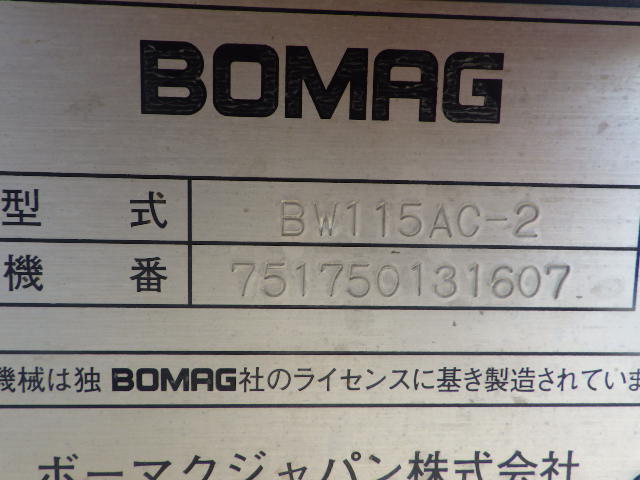 BOMAG
型 式 BW115AC-2
機 番 751750131607
機械は独 BOMAG社のライセンスに基き製造されていま
ボーマクジャパン株式会社